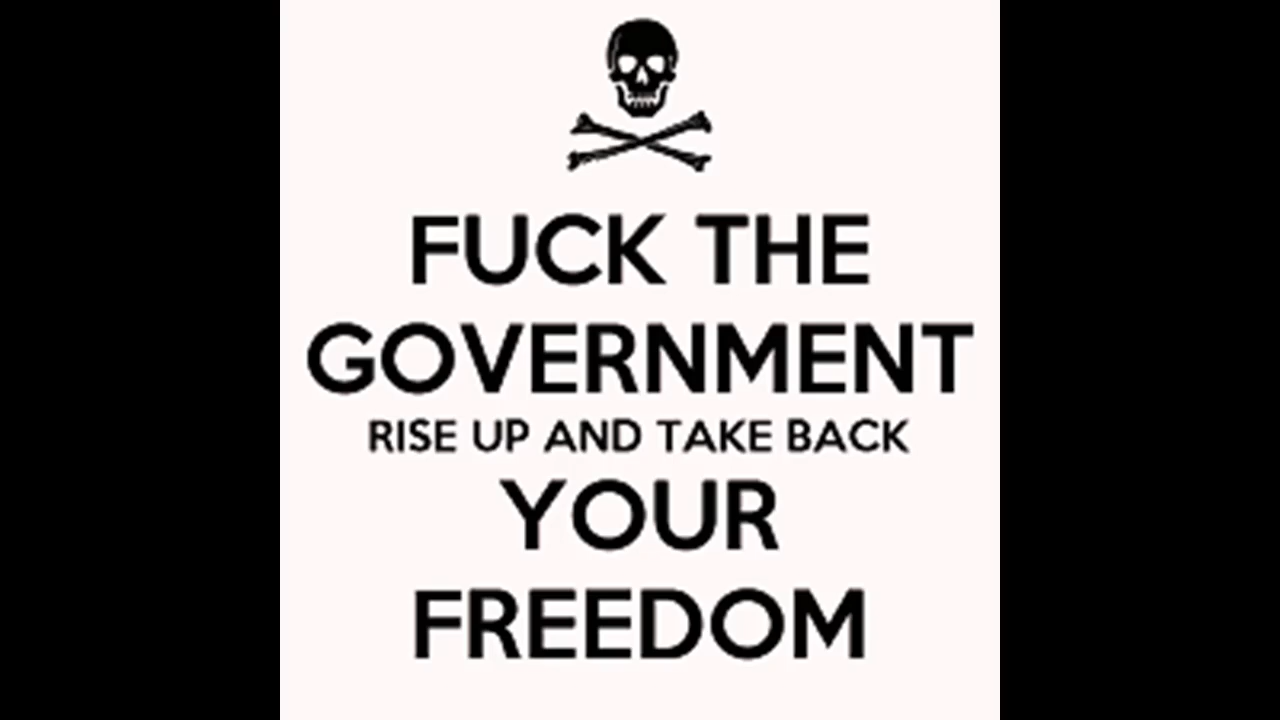 FUCK THE
GOVERNMENT
RISE UP AND TAKE BACK
YOUR
FREEDOM